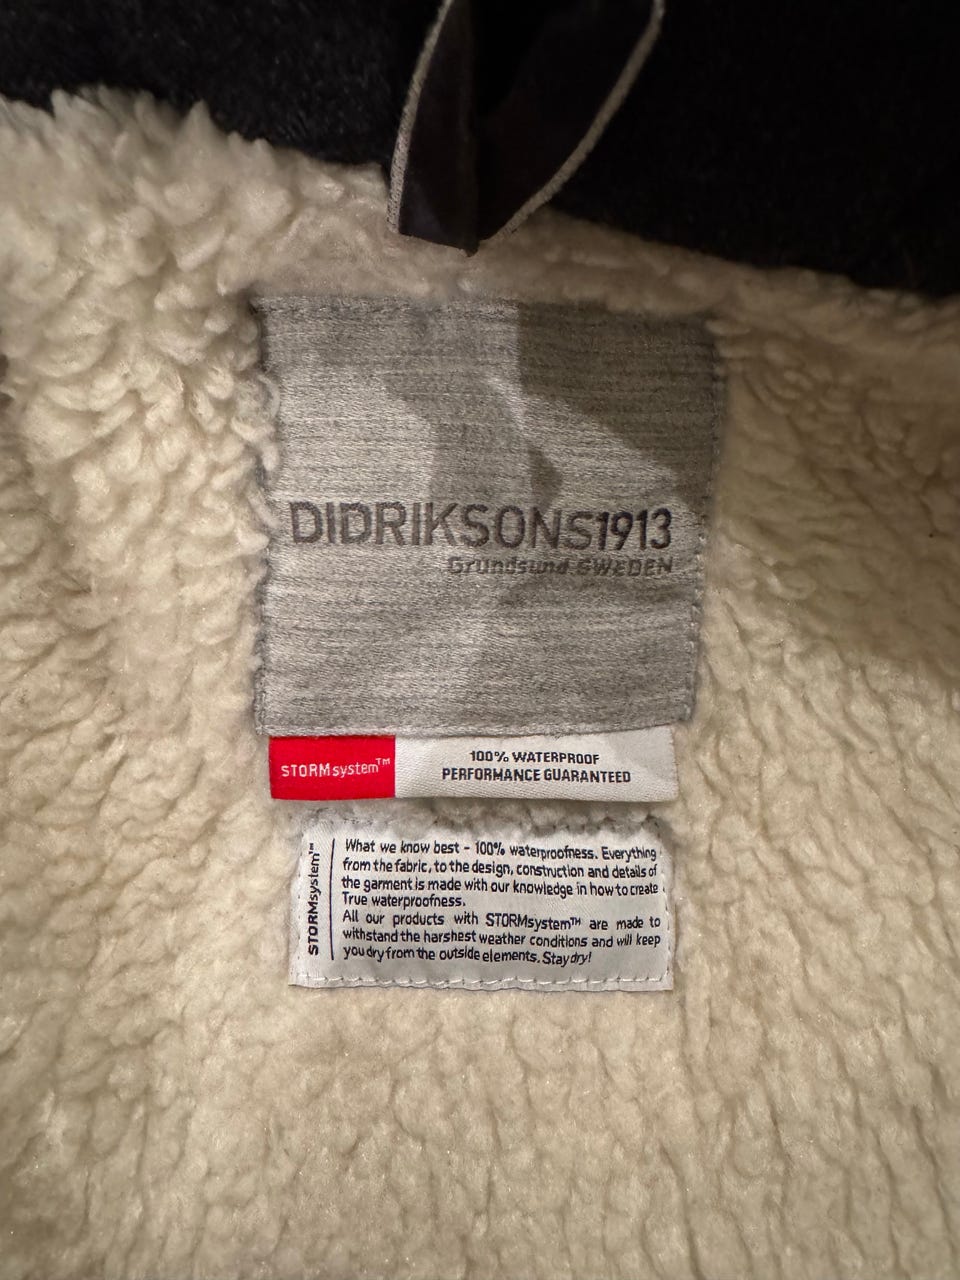 DIDRIKSONS1913
Grundsund SWEDEN
STORMsystem™
100% WATERPROOF
PERFORMANCE GUARANTEED
STORMsystem™
What we know best - 100% waterproofness. Everything
from the fabric, to the design, construction and details of
the garment is made with our knowledge in how to create
True waterproofness.
All our products with STORMsystem™ are made to
withstand the harshest weather conditions and will keep
you dry from the outside elements. Stay dry!